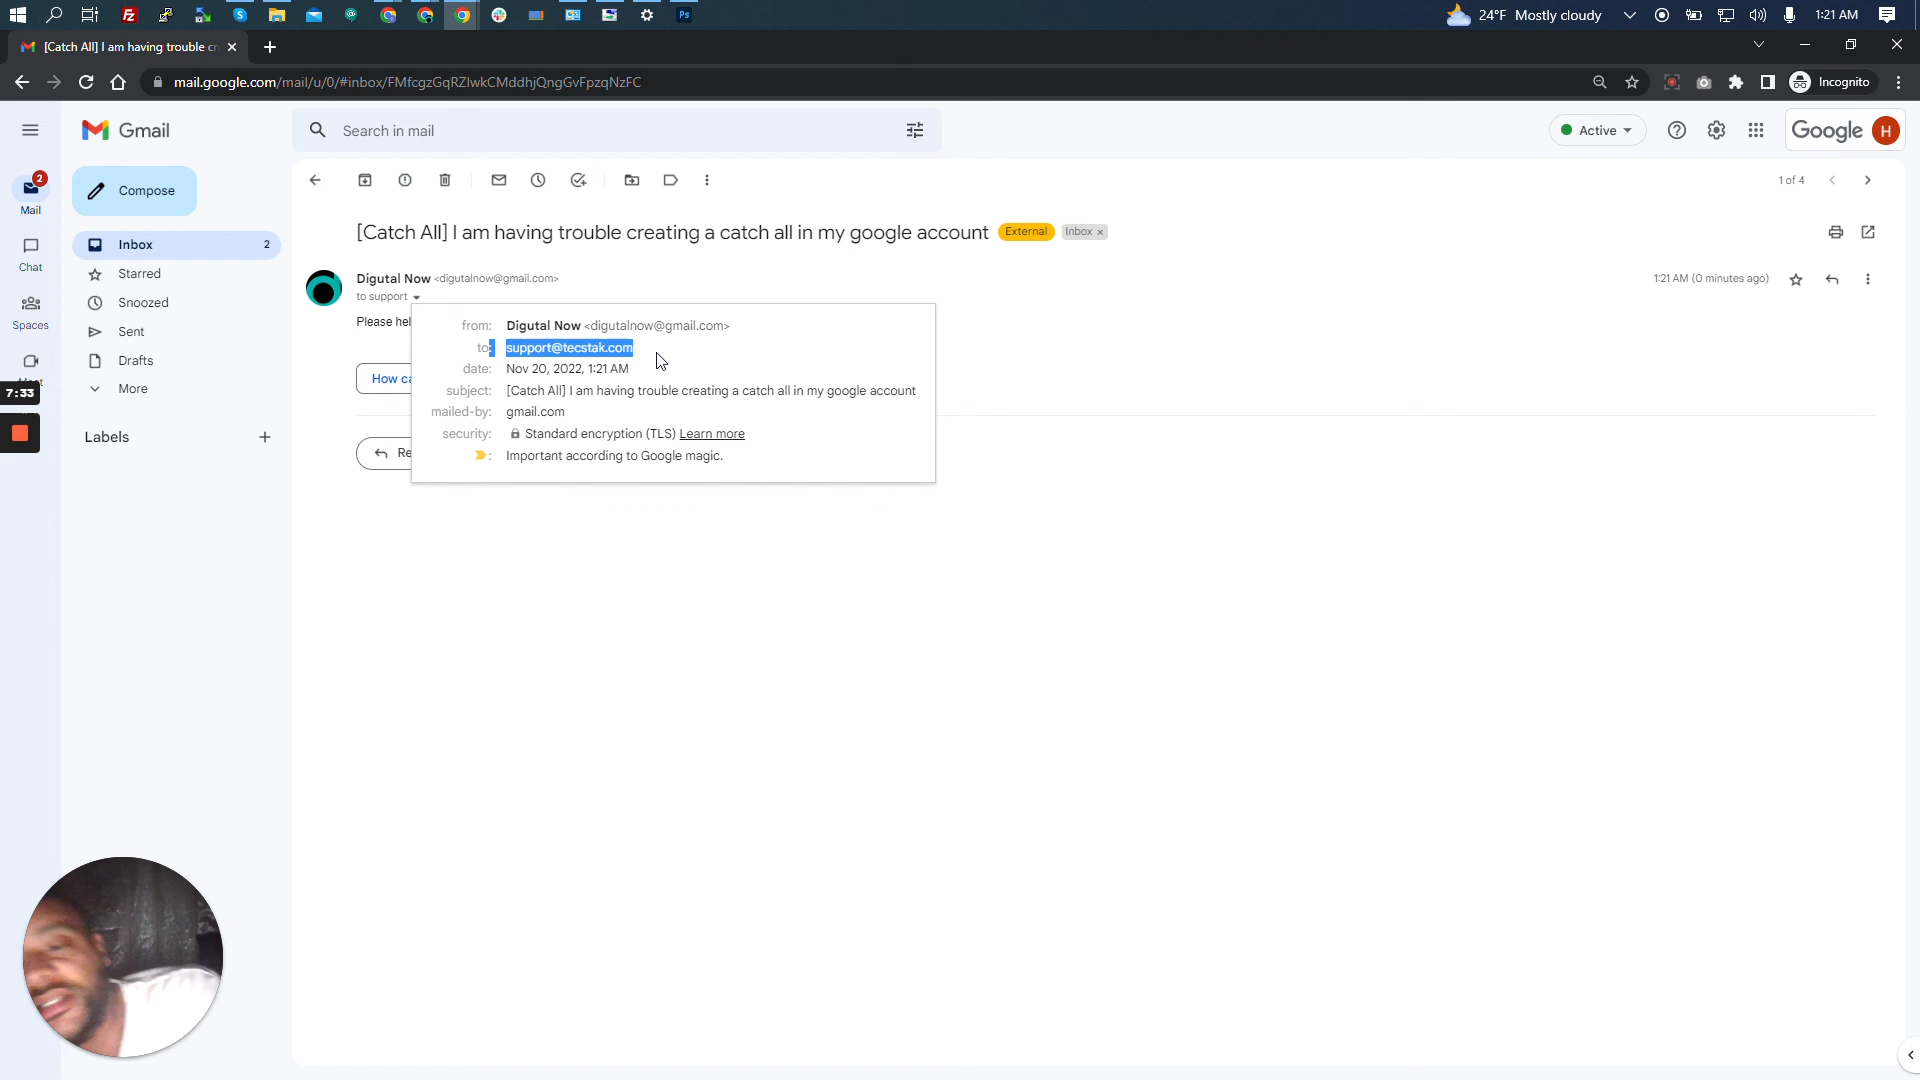 24°F Mostly cloudy
1:21 AM
[Catch All] I am having trouble cr
mail.google.com/mail/u/0/#inbox/FMfcgzGqRZlwkCMddhjQngGvFpzqNzFC
Incognito
Gmail
Search in mail
Active
Google
H
2
Mail
Compose
1 of 4
Inbox 2
[Catch All] I am having trouble creating a catch all in my google account External Inbox ×
Chat
Starred
Digutal Now <digutalnow@gmail.com>
1:21 AM (0 minutes ago)
to support
Snoozed
Spaces
Please hel
from: Digutal Now <digutalnow@gmail.com>
Sent
to: support@tecstak.com
Drafts
date: Nov 20, 2022, 1:21 AM
How ca
More
subject: [Catch All] I am having trouble creating a catch all in my google account
7:33
mailed-by: gmail.com
Labels
security: Standard encryption (TLS) Learn more
Re
: Important according to Google magic.